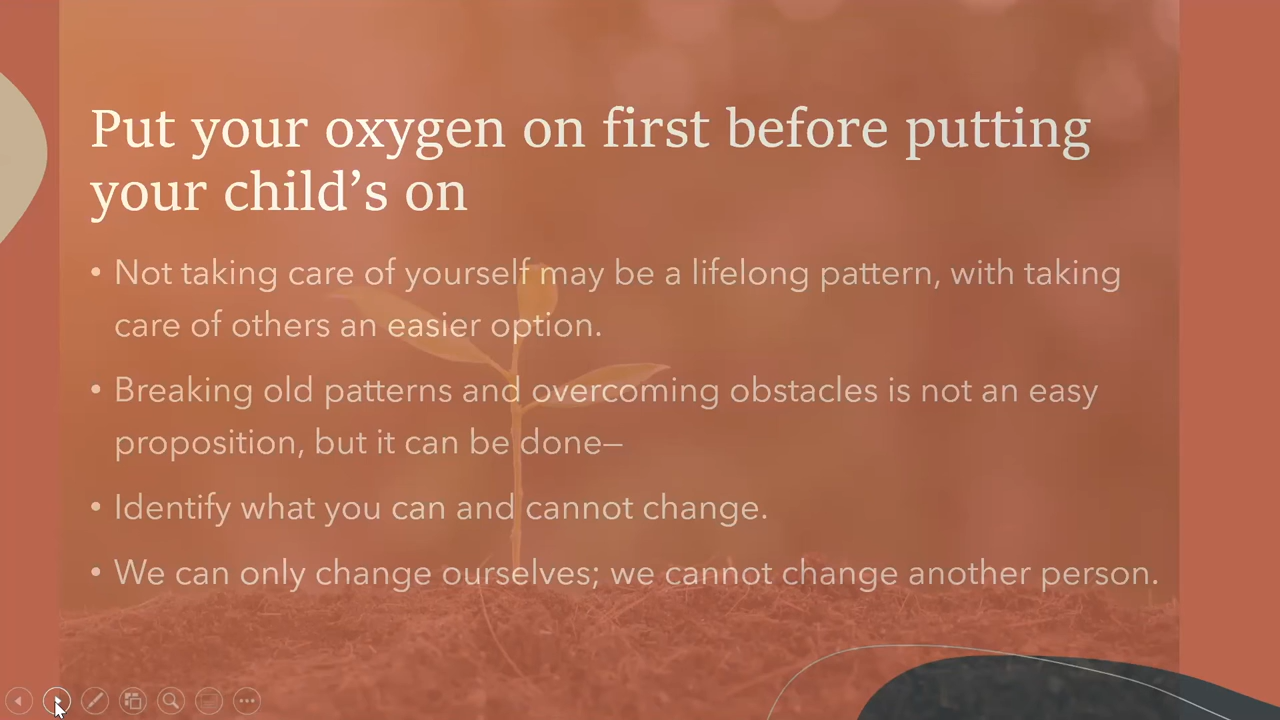 Put your oxygen on first before putting
your child’s on
• Not taking care of yourself may be a lifelong pattern, with taking
care of others an easier option.
• Breaking old patterns and overcoming obstacles is not an easy
proposition, but it can be done—
• Identify what you can and cannot change.
• We can only change ourselves; we cannot change another person.